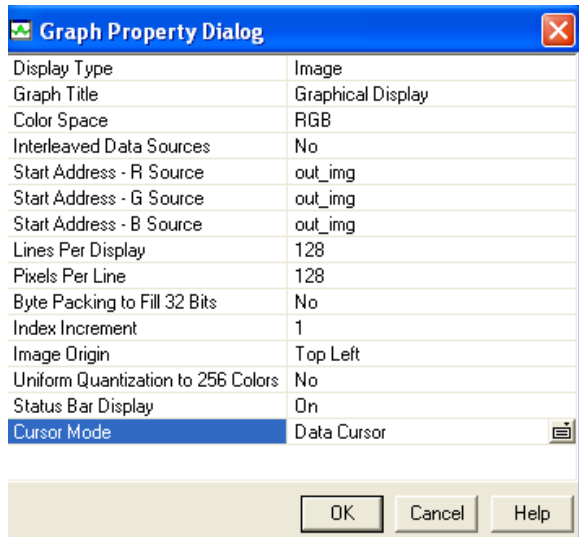 Graph Property Dialog
Display Type Image
Graph Title Graphical Display
Color Space RGB
Interleaved Data Sources No
Start Address - R Source out_img
Start Address - G Source out_img
Start Address - B Source out_img
Lines Per Display 128
Pixels Per Line 128
Byte Packing to Fill 32 Bits No
Index Increment 1
Image Origin Top Left
Uniform Quantization to 256 Colors No
Status Bar Display On
Cursor Mode Data Cursor
OK Cancel Help